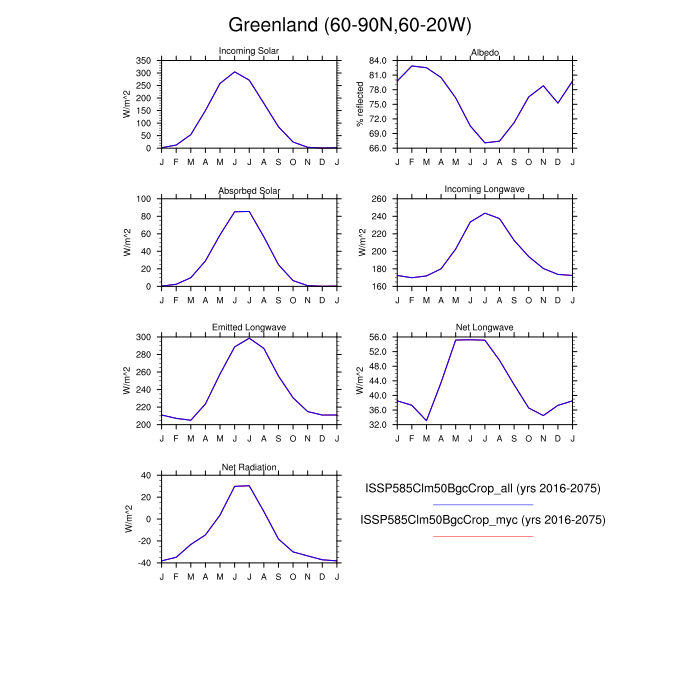 Greenland (60-90N,60-20W)
Incoming Solar
W/m^2
350
300
250
200
150
100
50
0
J F M A M J J A S O N D J
Albedo
% reflected
84.0
81.0
78.0
75.0
72.0
69.0
66.0
J F M A M J J A S O N D J
Absorbed Solar
W/m^2
100
80
60
40
20
0
J F M A M J J A S O N D J
Incoming Longwave
W/m^2
260
240
220
200
180
160
J F M A M J J A S O N D J
Emitted Longwave
W/m^2
300
280
260
240
220
200
J F M A M J J A S O N D J
Net Longwave
W/m^2
56.0
52.0
48.0
44.0
40.0
36.0
32.0
J F M A M J J A S O N D J
Net Radiation
W/m^2
40
20
0
-20
-40
J F M A M J J A S O N D J
ISSP585Clm50BgcCrop_all (yrs 2016-2075)
ISSP585Clm50BgcCrop_myc (yrs 2016-2075)